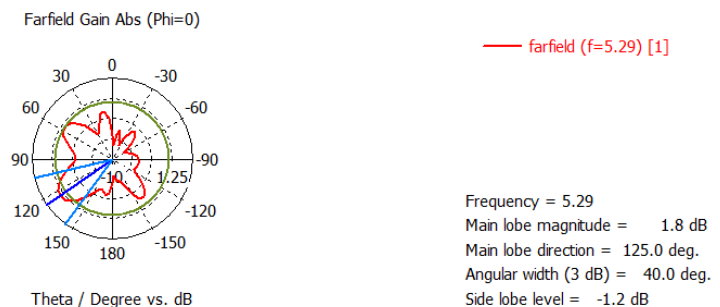 Farfield Gain Abs (Phi=0)
farfield (f=5.29) [1]
0
30
-30
60
-60
90
-10
1.25
-90
120
-120
150
-150
180
Frequency = 5.29
Main lobe magnitude = 1.8 dB
Main lobe direction = 125.0 deg.
Angular width (3 dB) = 40.0 deg.
Side lobe level = -1.2 dB
Theta / Degree vs. dB